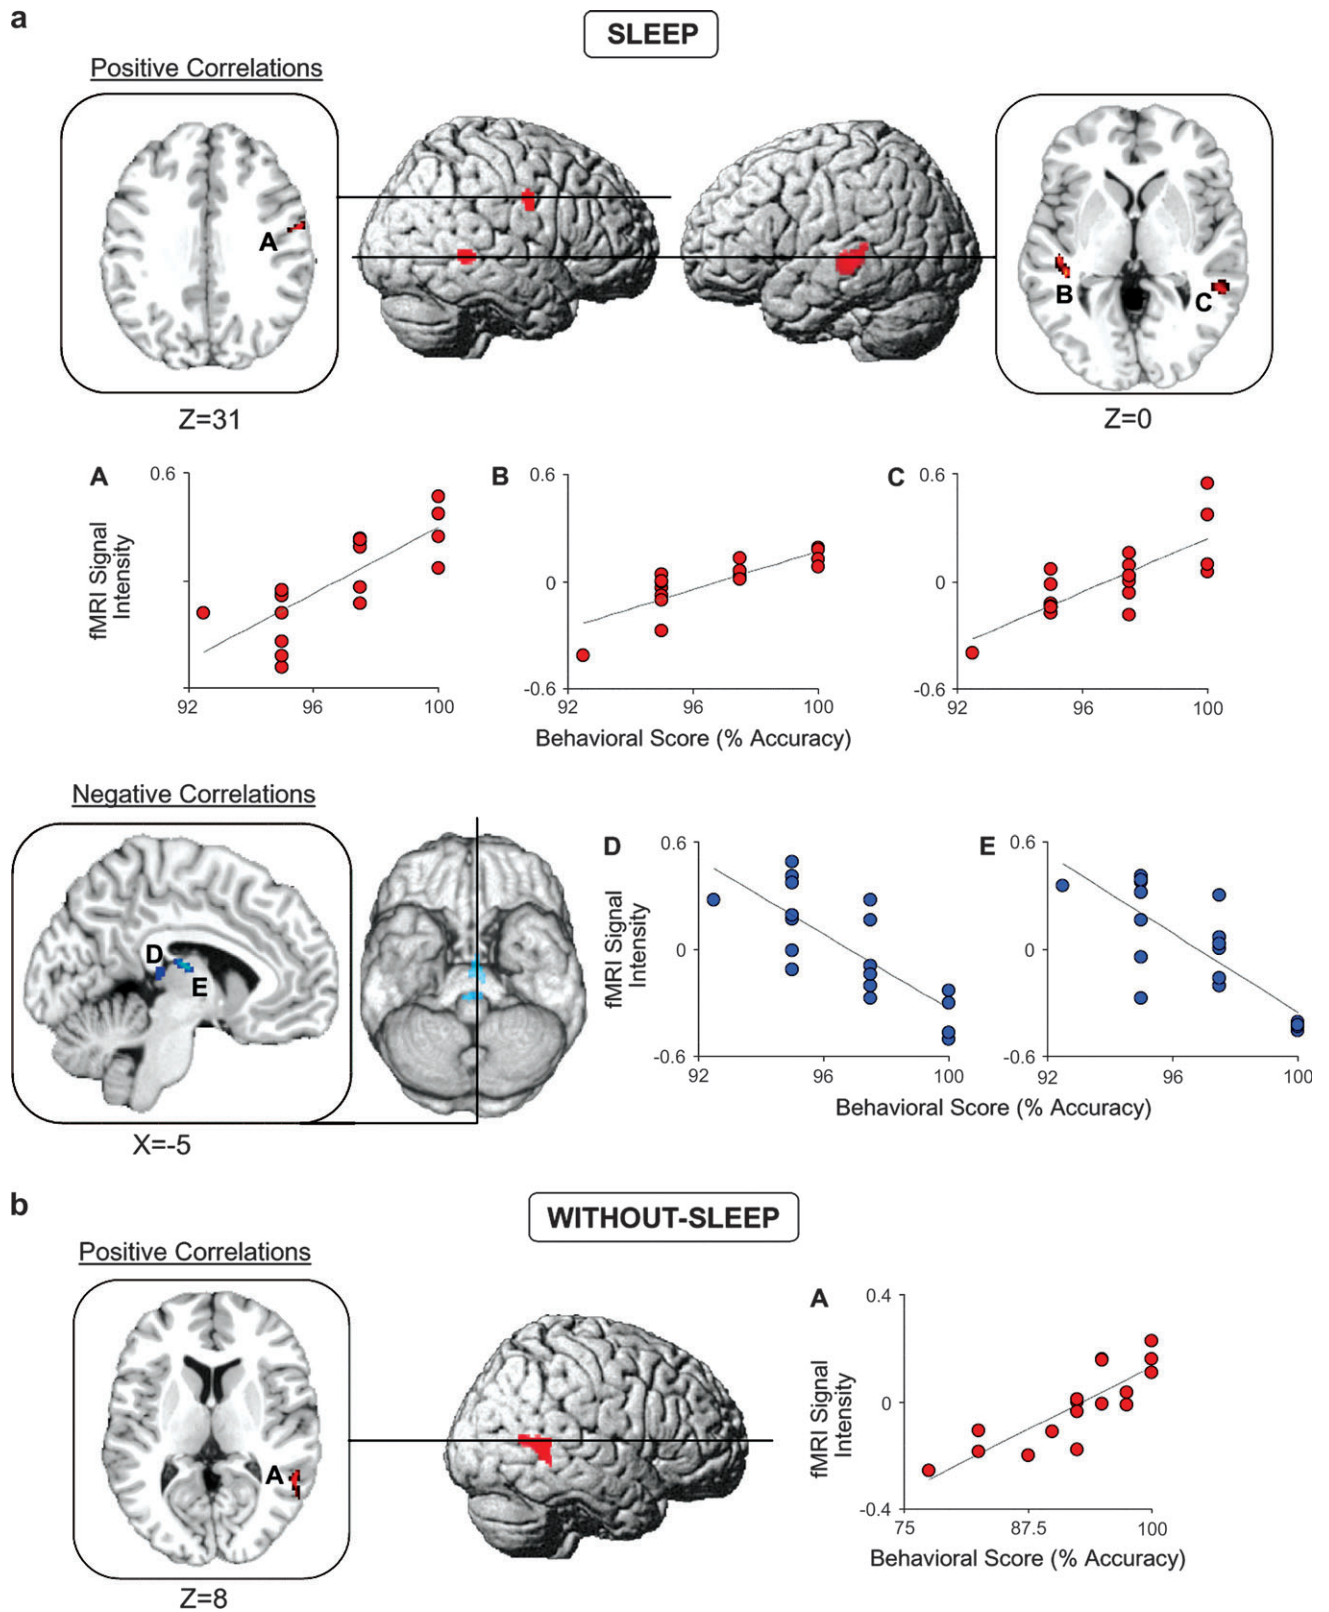 a
SLEEP
Positive Correlations
A
B
C
Z=31
Z=0
A
0.6
fMRI Signal
Intensity
92
96
100
B
0.6
0
-0.6
92
96
100
C
0.6
0
-0.6
92
96
100
Behavioral Score (% Accuracy)
Negative Correlations
D
E
X=-5
D
0.6
0
-0.6
fMRI Signal
Intensity
92
96
100
E
0.6
0
-0.6
92
96
100
Behavioral Score (% Accuracy)
b
WITHOUT-SLEEP
Positive Correlations
A
Z=8
A
0.4
0
-0.4
fMRI Signal
Intensity
75
87.5
100
Behavioral Score (% Accuracy)